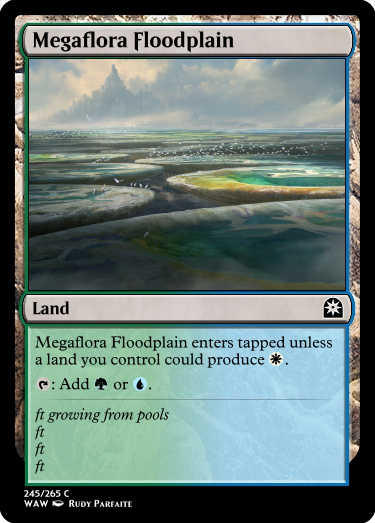 Megaflora Floodplain
Land
Megaflora Floodplain enters tapped unless
a land you control could produce .
: Add or .
ft growing from pools
ft
ft
ft
245/265 C
WAW Rudy Parfaite